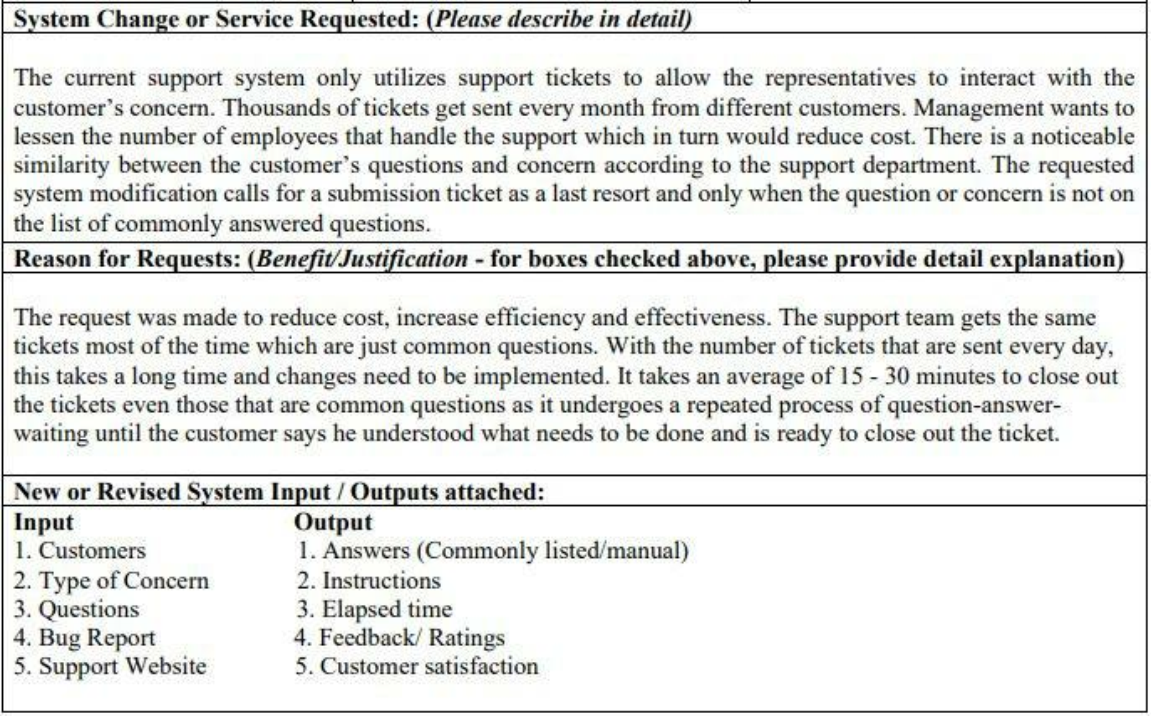 System Change or Service Requested: (Please describe in detail)
The current support system only utilizes support tickets to allow the representatives to interact with the
customer's concern. Thousands of tickets get sent every month from different customers. Management wants to
lessen the number of employees that handle the support which in turn would reduce cost. There is a noticeable
similarity between the customer's questions and concern according to the support department. The requested
system modification calls for a submission ticket as a last resort and only when the question or concern is not on
the list of commonly answered questions.
Reason for Requests: (Benefit/Justification - for boxes checked above, please provide detail explanation)
The request was made to reduce cost, increase efficiency and effectiveness. The support team gets the same
tickets most of the time which are just common questions. With the number of tickets that are sent every day,
this takes a long time and changes need to be implemented. It takes an average of 15 - 30 minutes to close out
the tickets even those that are common questions as it undergoes a repeated process of question-answer-
waiting until the customer says he understood what needs to be done and is ready to close out the ticket.
New or Revised System Input / Outputs attached:
Input Output
1. Customers 1. Answers (Commonly listed/manual)
2. Type of Concern 2. Instructions
3. Questions 3. Elapsed time
4. Bug Report 4. Feedback/ Ratings
5. Support Website 5. Customer satisfaction